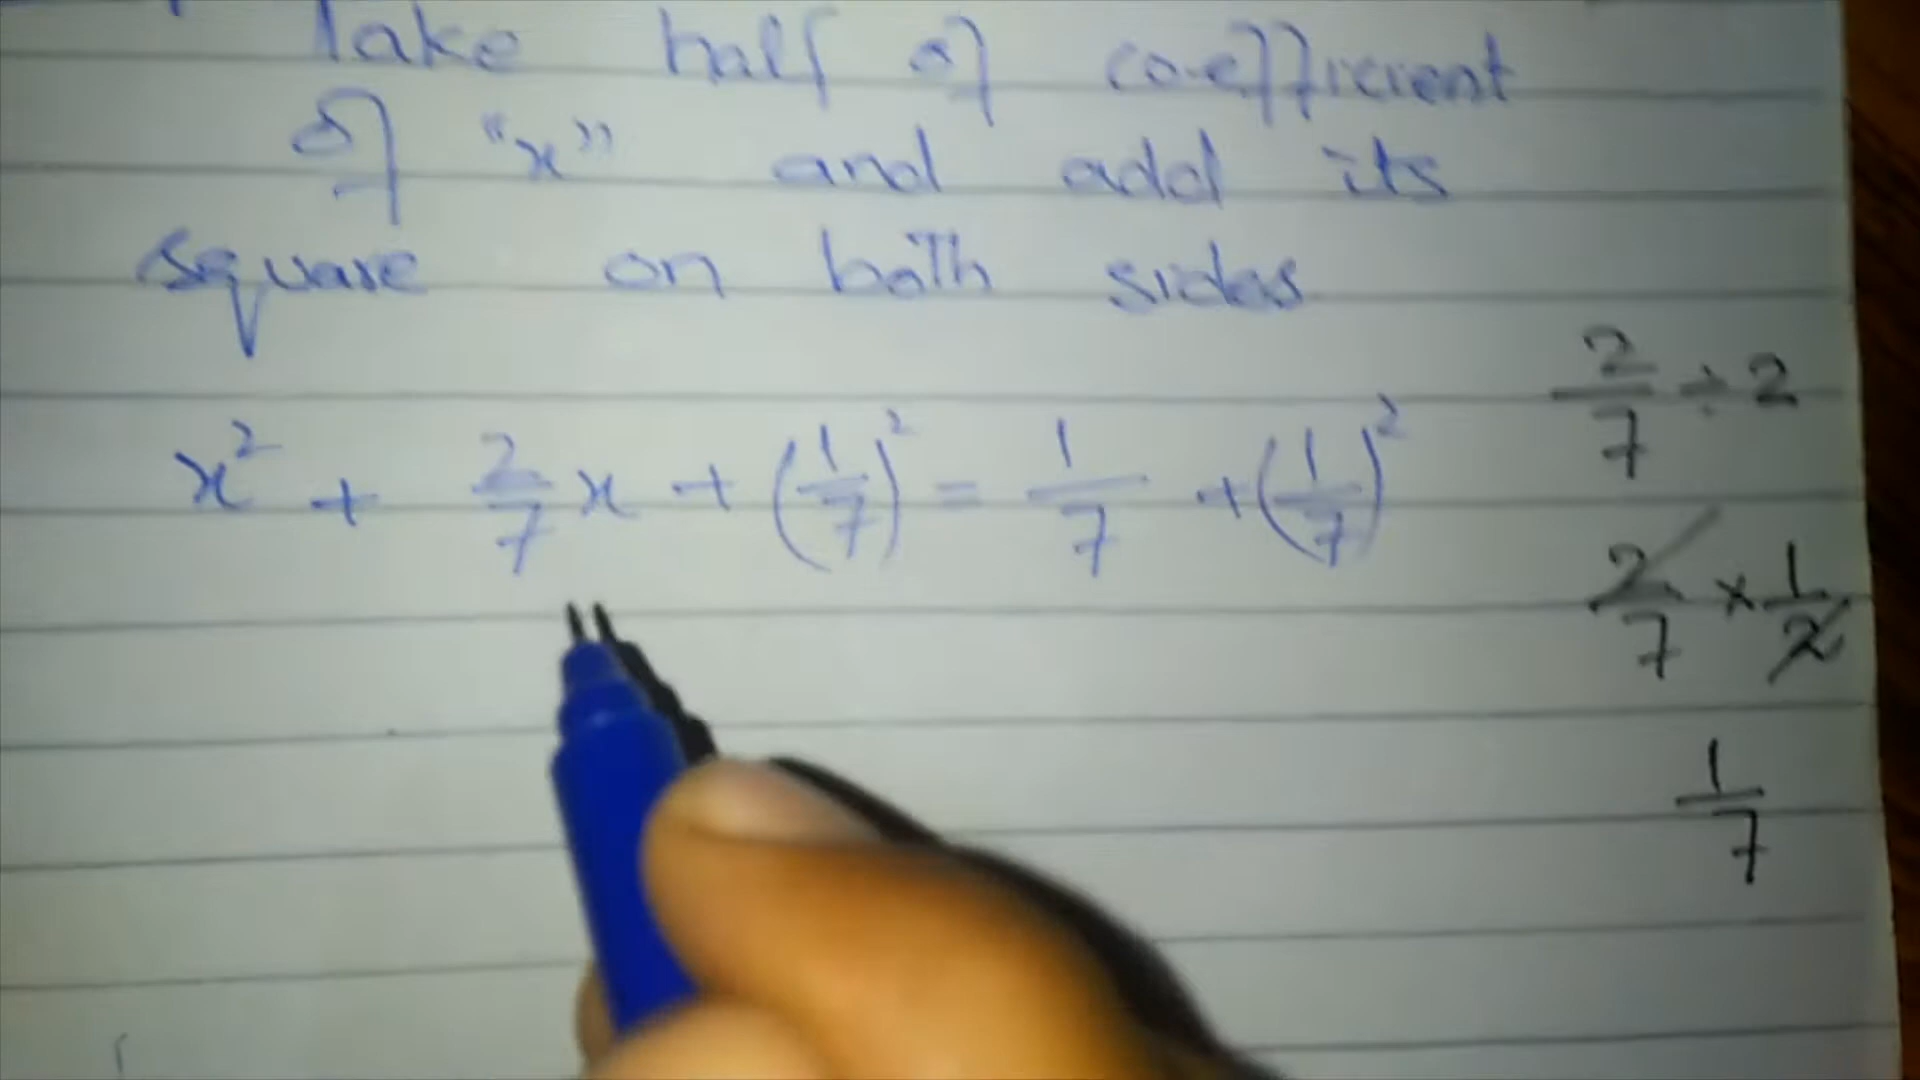 Take half of co-efficient
of "x" and add its
square on both sides
x² + 2/7 x + (1/7)² = 1/7 + (1/7)²
2/7 ÷ 2
2/7 × 1/2
1/7